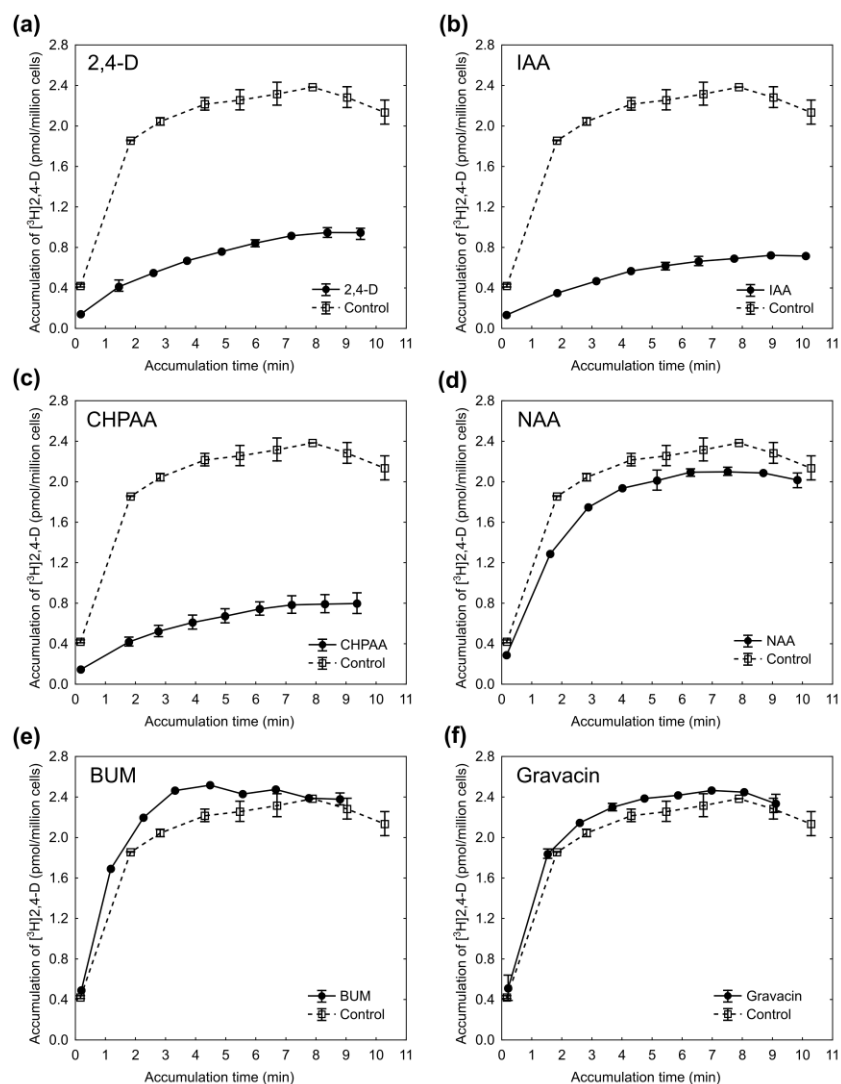 (a)
2,4-D
Accumulation of [³H]2,4-D (pmol/million cells)
2.8
2.4
2.0
1.6
1.2
0.8
0.4
0.0
2,4-D
Control
0 1 2 3 4 5 6 7 8 9 10 11
Accumulation time (min)
(b)
IAA
Accumulation of [³H]2,4-D (pmol/million cells)
2.8
2.4
2.0
1.6
1.2
0.8
0.4
0.0
IAA
Control
0 1 2 3 4 5 6 7 8 9 10 11
Accumulation time (min)
(c)
CHPAA
Accumulation of [³H]2,4-D (pmol/million cells)
2.8
2.4
2.0
1.6
1.2
0.8
0.4
0.0
CHPAA
Control
0 1 2 3 4 5 6 7 8 9 10 11
Accumulation time (min)
(d)
NAA
Accumulation of [³H]2,4-D (pmol/million cells)
2.8
2.4
2.0
1.6
1.2
0.8
0.4
0.0
NAA
Control
0 1 2 3 4 5 6 7 8 9 10 11
Accumulation time (min)
(e)
BUM
Accumulation of [³H]2,4-D (pmol/million cells)
2.8
2.4
2.0
1.6
1.2
0.8
0.4
0.0
BUM
Control
0 1 2 3 4 5 6 7 8 9 10 11
Accumulation time (min)
(f)
Gravacin
Accumulation of [³H]2,4-D (pmol/million cells)
2.8
2.4
2.0
1.6
1.2
0.8
0.4
0.0
Gravacin
Control
0 1 2 3 4 5 6 7 8 9 10 11
Accumulation time (min)